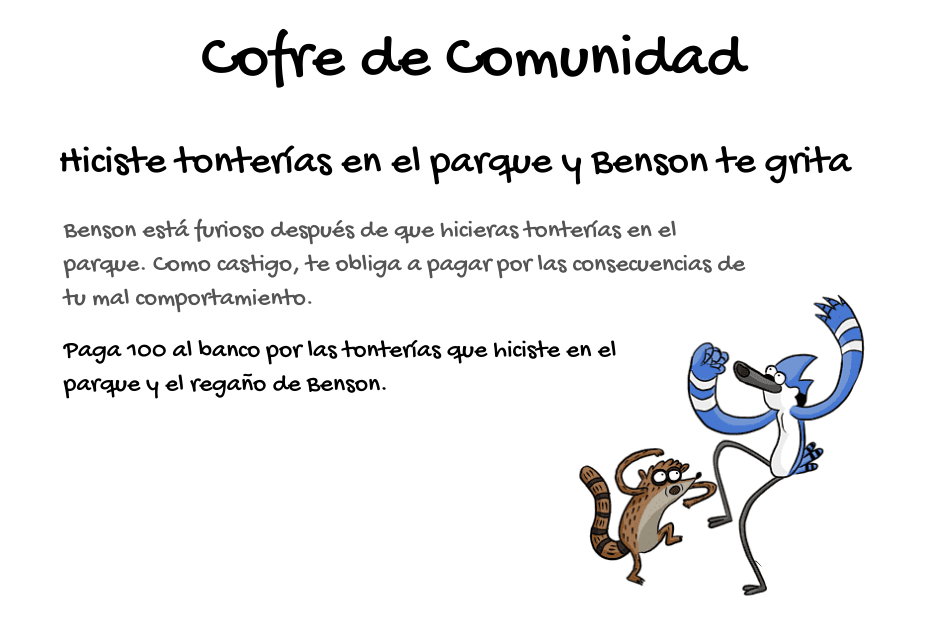 Cofre de Comunidad
Hiciste tonterías en el parque y Benson te grita
Benson está furioso después de que hicieras tonterías en el
parque. Como castigo, te obliga a pagar por las consecuencias de
tu mal comportamiento.
Paga 100 al banco por las tonterías que hiciste en el
parque y el regaño de Benson.